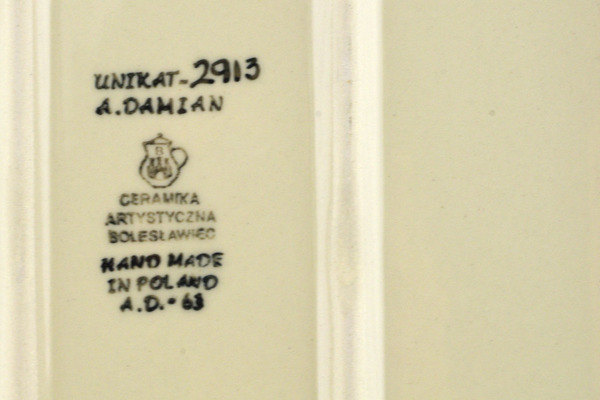 UNIKAT-2913
A.DAMIAN
CERAMIKA
ARTYSTYCZNA
BOLESŁAWIEC
HAND MADE
IN POLAND
A.D.-63